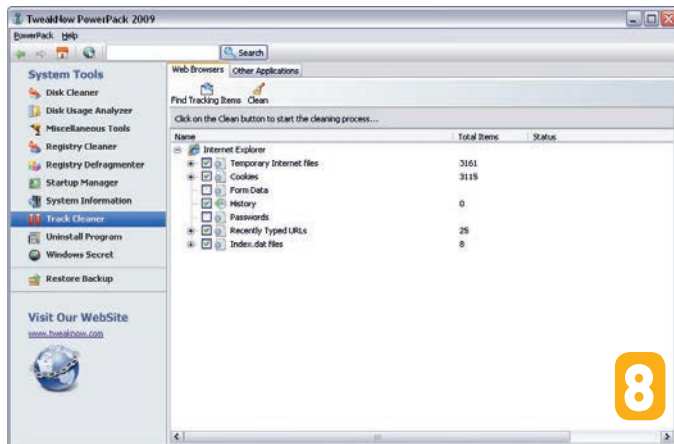 TweakNow PowerPack 2009
PowerPack Help
Search
System Tools
Disk Cleaner
Disk Usage Analyzer
Miscellaneous Tools
Registry Cleaner
Registry Defragmenter
Startup Manager
System Information
Track Cleaner
Uninstall Program
Windows Secret
Restore Backup
Visit Our WebSite
www.tweaknow.com
Web Browsers Other Applications
Find Tracking Items Clean
Click on the Clean button to start the cleaning process...
Name Total Items Status
Internet Explorer
Temporary Internet files 3161
Cookies 3115
Form Data
History 0
Passwords
Recently Typed URLs 25
Index.dat files 8
8